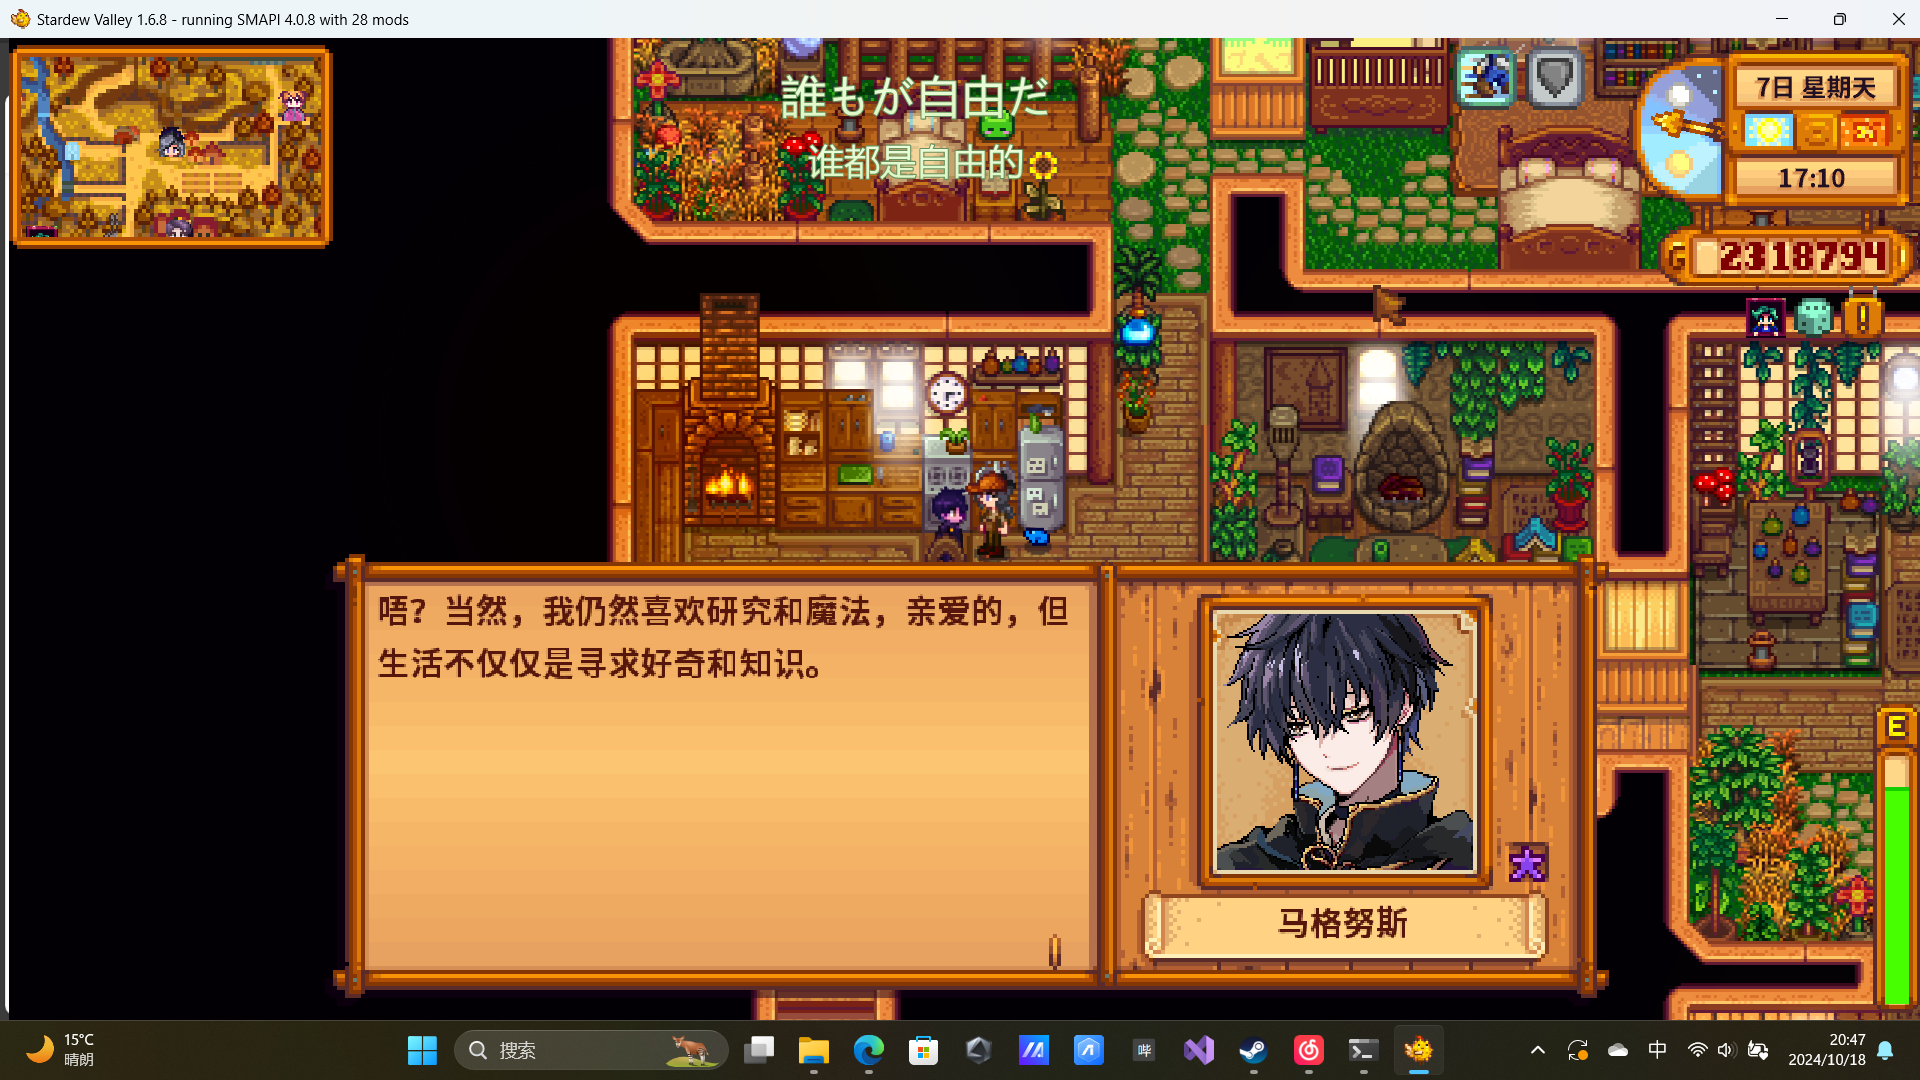 Stardew Valley 1.6.8 - running SMAPI 4.0.8 with 28 mods
誰もが自由だ
谁都是自由的
7日 星期天
17:10
G 2318794
唔？当然，我仍然喜欢研究和魔法，亲爱的，但
生活不仅仅是寻求好奇和知识。
马格努斯
E
15°C
晴朗
搜索
哔
中
20:47
2024/10/18